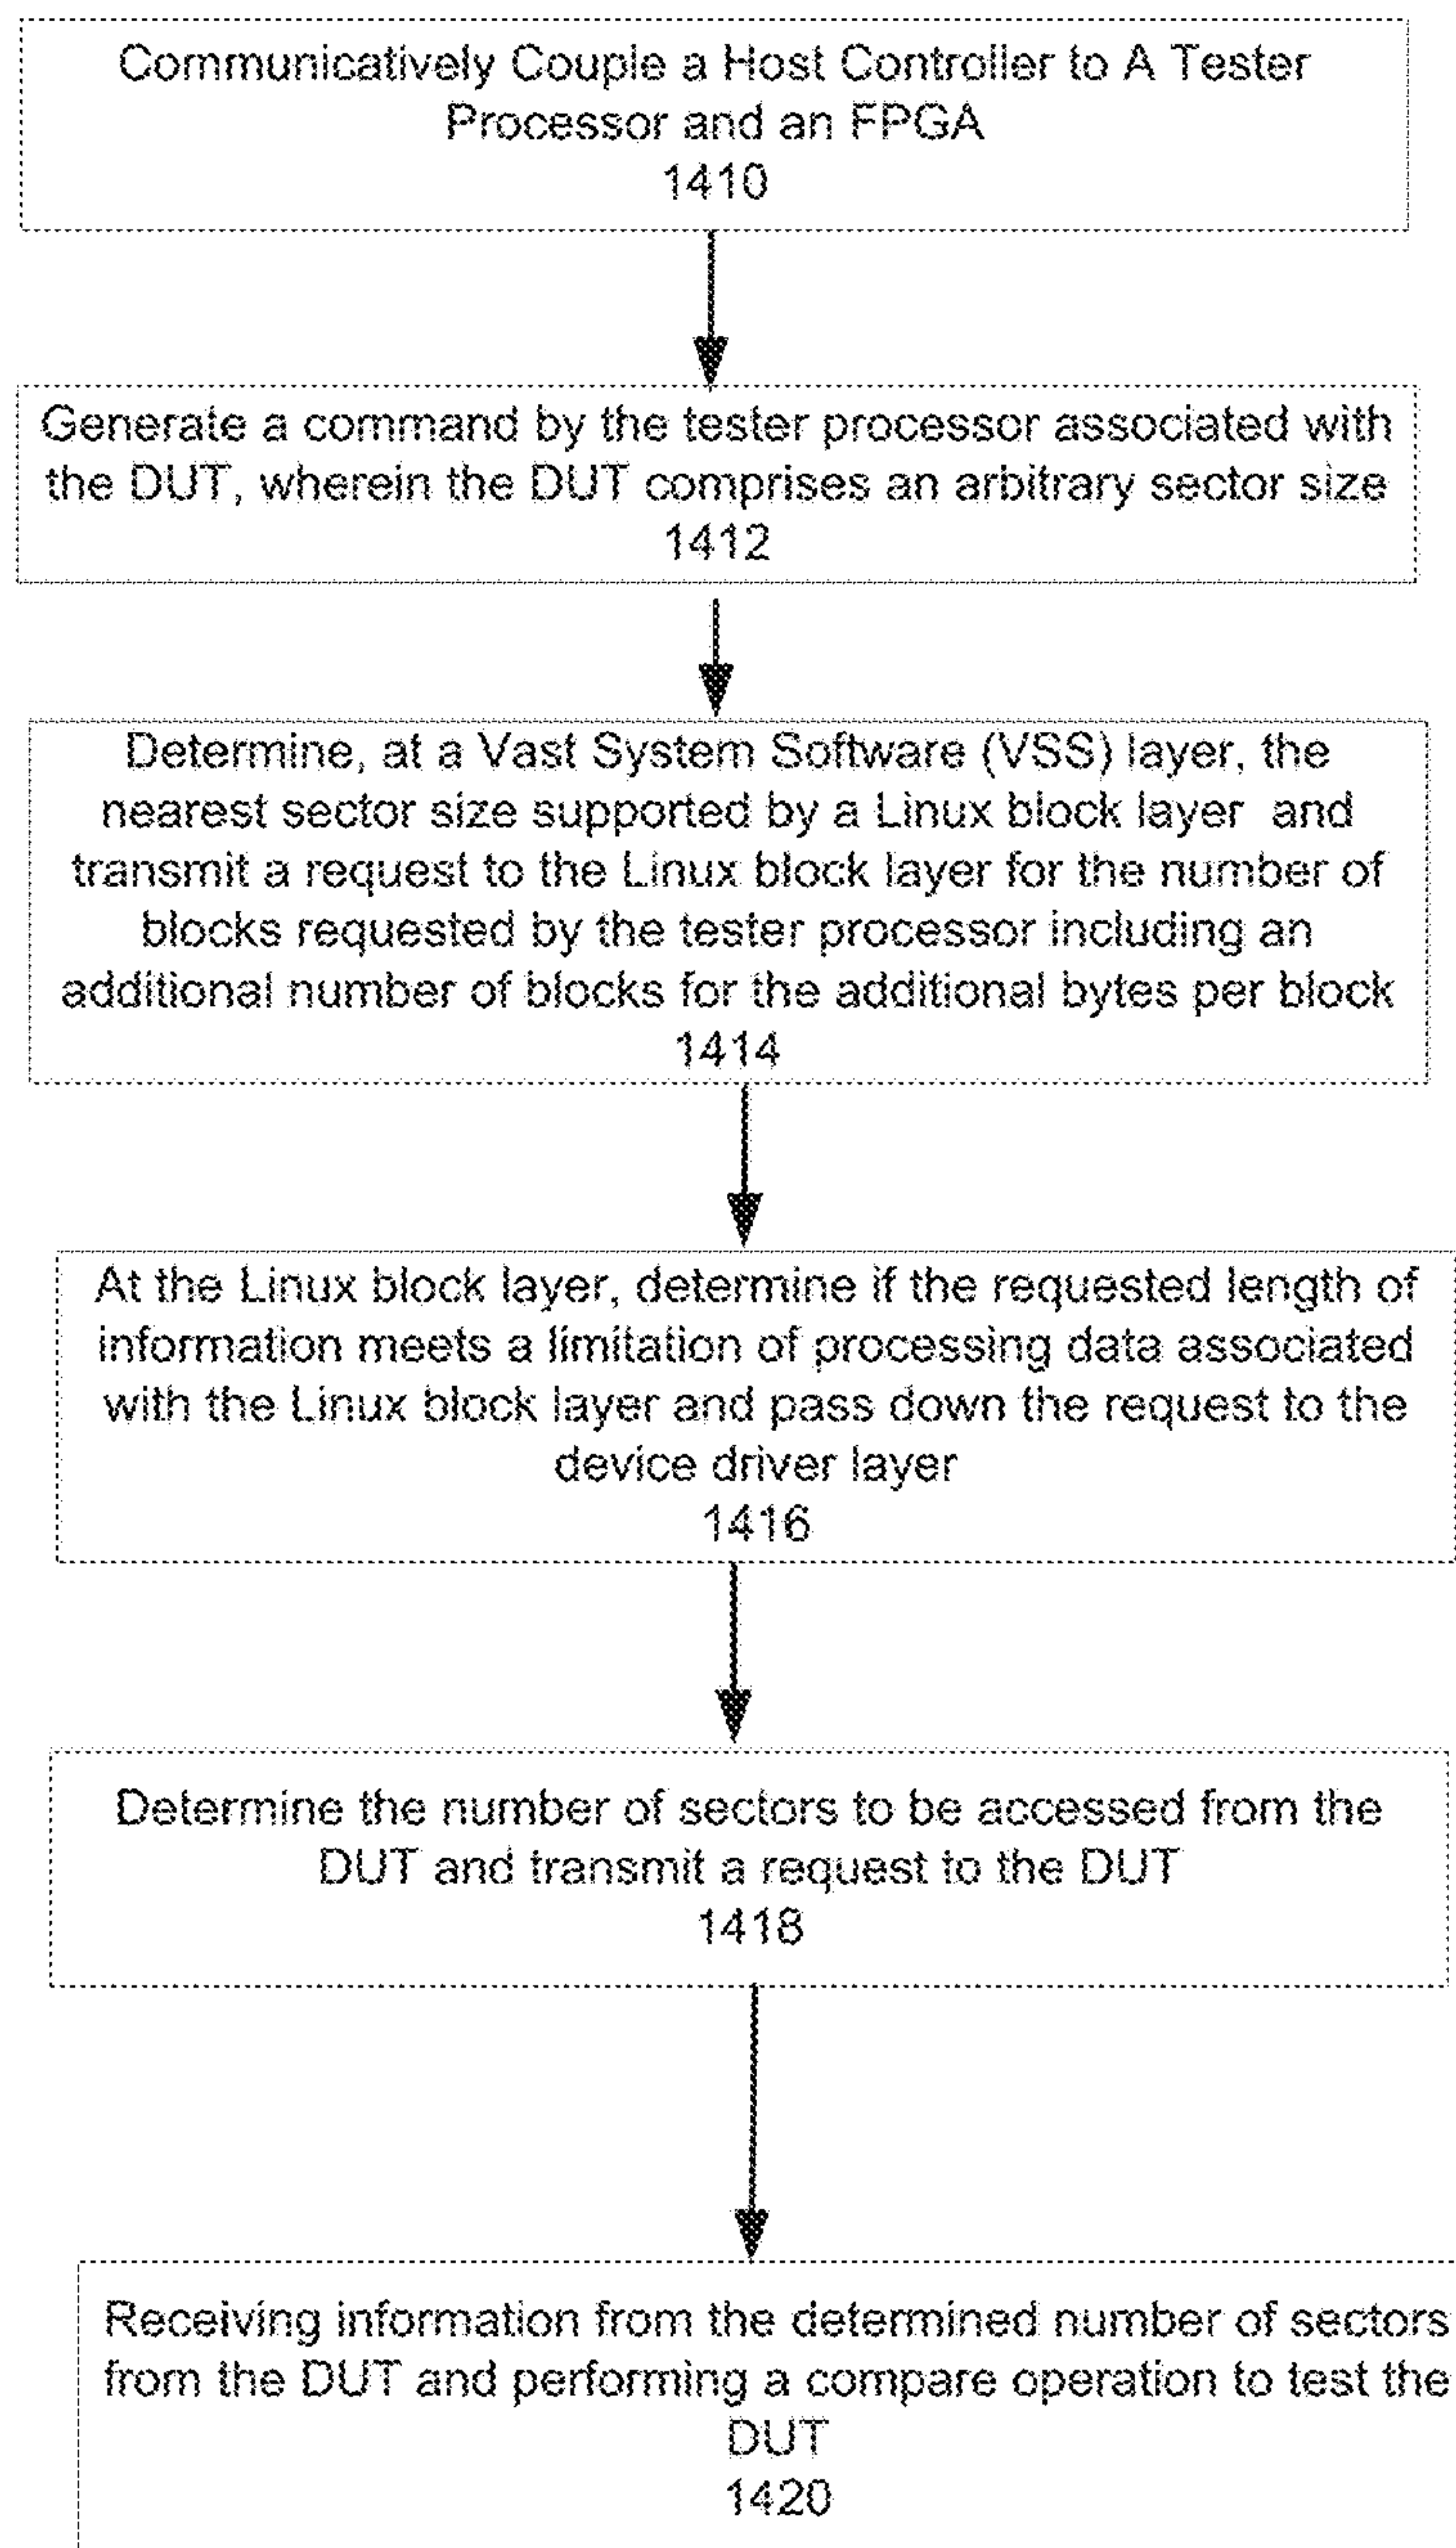 Communicatively Couple a Host Controller to A Tester
Processor and an FPGA
1410
Generate a command by the tester processor associated with
the DUT, wherein the DUT comprises an arbitrary sector size
1412
Determine, at a Vast System Software (VSS) layer, the
nearest sector size supported by a Linux block layer and
transmit a request to the Linux block layer for the number of
blocks requested by the tester processor including an
additional number of blocks for the additional bytes per block
1414
At the Linux block layer, determine if the requested length of
information meets a limitation of processing data associated
with the Linux block layer and pass down the request to the
device driver layer
1416
Determine the number of sectors to be accessed from the
DUT and transmit a request to the DUT
1418
Receiving information from the determined number of sectors
from the DUT and performing a compare operation to test the
DUT
1420